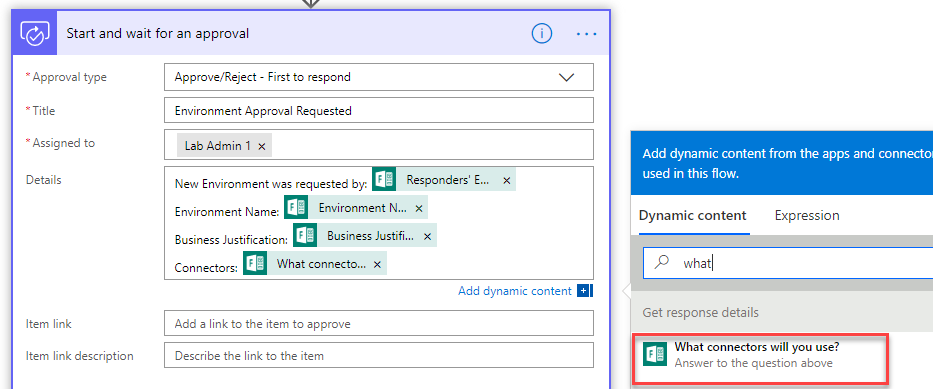 Start and wait for an approval
* Approval type
Approve/Reject - First to respond
* Title
Environment Approval Requested
* Assigned to
Lab Admin 1 ×
Details
New Environment was requested by: Responders' E... ×
Environment Name: Environment N... ×
Business Justification: Business Justifi... ×
Connectors: What connecto... ×
Add dynamic content
Item link
Add a link to the item to approve
Item link description
Describe the link to the item
Add dynamic content from the apps and connector
used in this flow.
Dynamic content
Expression
what
Get response details
What connectors will you use?
Answer to the question above